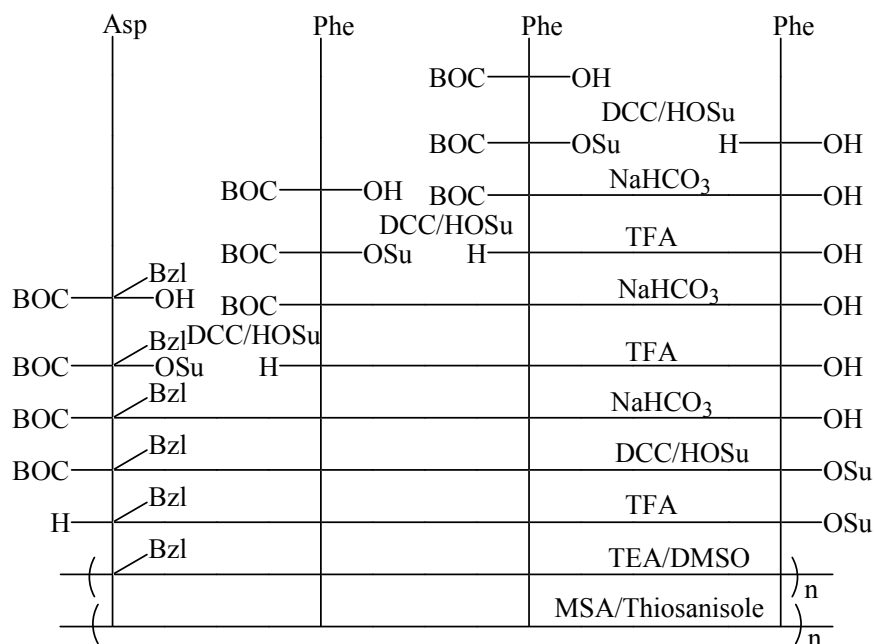 Asp Phe Phe Phe
BOC OH
DCC/HOSu
BOC OSu H OH
BOC OH BOC NaHCO3 OH
DCC/HOSu
BOC OSu H TFA OH
Bzl
BOC OH BOC NaHCO3 OH
Bzl DCC/HOSu
BOC OSu H TFA OH
Bzl
BOC NaHCO3 OH
Bzl
BOC DCC/HOSu OSu
Bzl
H TFA OSu
Bzl
( TEA/DMSO ) n
( MSA/Thiosanisole ) n